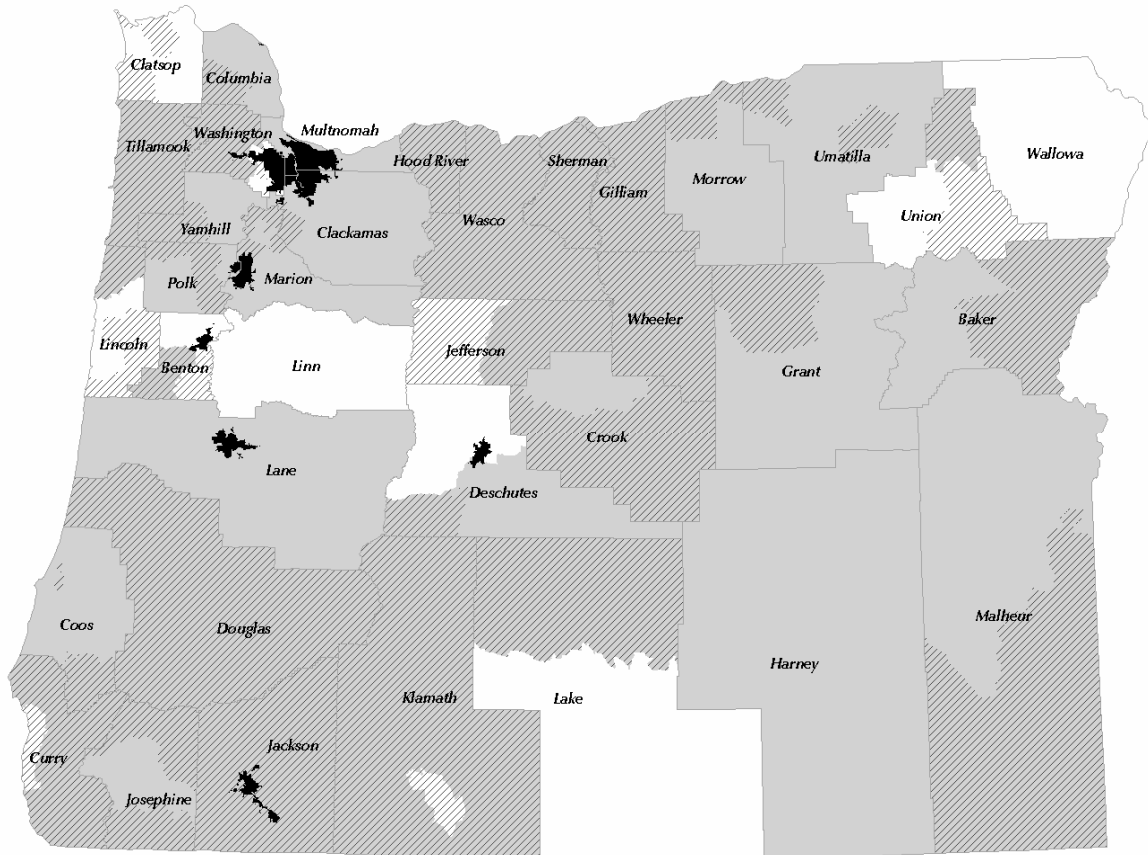 Clatsop
Columbia
Washington
Multnomah
Tillamook
Hood River
Sherman
Umatilla
Wallowa
Gilliam
Morrow
Wasco
Union
Yamhill
Clackamas
Polk
Marion
Wheeler
Baker
Lincoln
Benton
Linn
Jefferson
Grant
Crook
Lane
Deschutes
Coos
Douglas
Malheur
Harney
Klamath
Lake
Curry
Jackson
Josephine